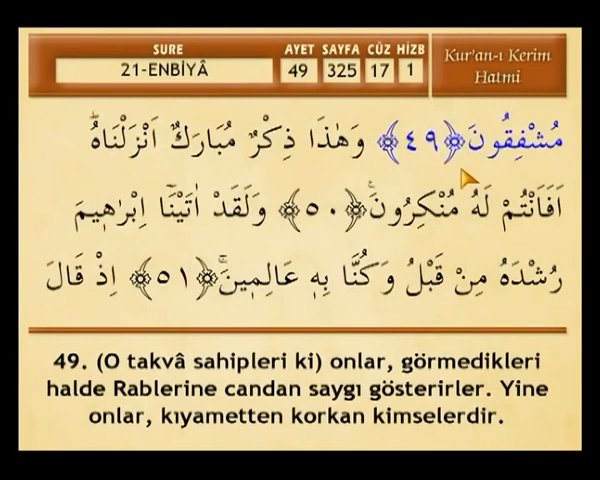 SURE AYET SAYFA CÜZ HİZB
21-ENBİYÂ 49 325 17 1
Kur'an-ı Kerim
Hatmi
مُشْفِقُونَ ﴿٤٩﴾ وَهٰذَا ذِكْرٌ مُبَارَكٌ اَنْزَلْنَاهُۜ
اَفَاَنْتُمْ لَهُ مُنْكِرُونَ۟ ﴿٥٠﴾ وَلَقَدْ اٰتَيْنَٓا اِبْرٰه۪يمَ
رُشْدَهُ مِنْ قَبْلُ وَكُنَّا بِه۪ عَالِم۪ينَۚ ﴿٥١﴾ اِذْ قَالَ
49. (O takvâ sahipleri ki) onlar, görmedikleri
halde Rablerine candan saygı gösterirler. Yine
onlar, kıyametten korkan kimselerdir.